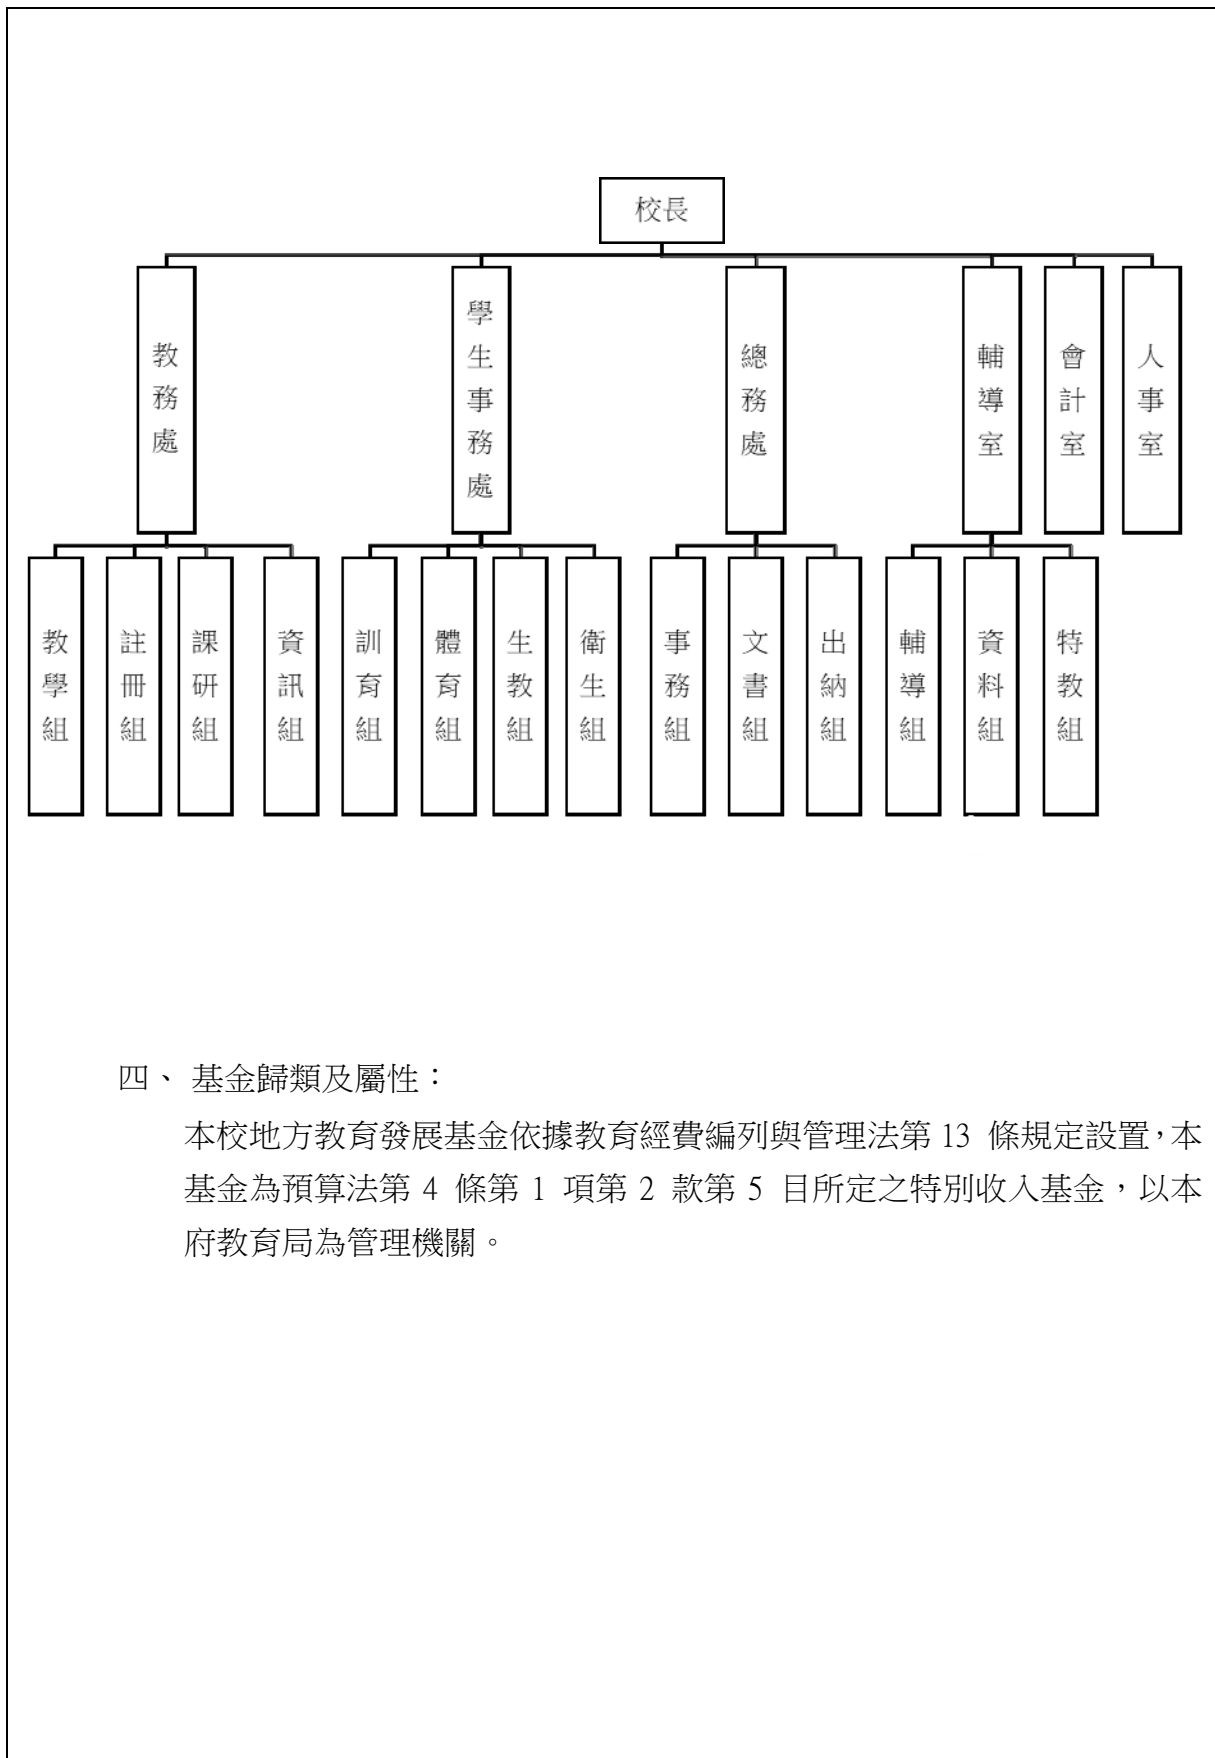 校長
教務處
學生事務處
總務處
輔導室
會計室
人事室
教學組
註冊組
課研組
資訊組
訓育組
體育組
生教組
衛生組
事務組
文書組
出納組
輔導組
資料組
特教組
四、 基金歸類及屬性：
本校地方教育發展基金依據教育經費編列與管理法第 13 條規定設置，本
基金為預算法第 4 條第 1 項第 2 款第 5 目所定之特別收入基金，以本
府教育局為管理機關。